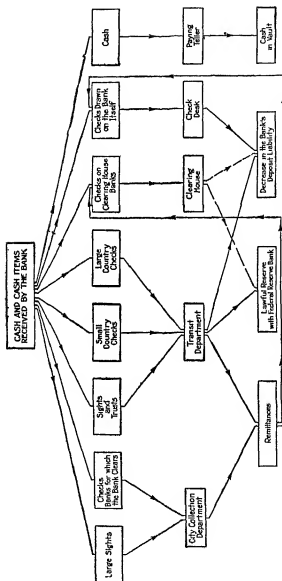 CASH AND CASH ITEMS
RECEIVED BY THE BANK
Large Sights
Checks
Banks for which
the Bank Clears
Sights
and
Trusts
Small
Country
Checks
Large
Country
Checks
Checks on
Clearing House
Banks
Checks Drawn
on the Bank
Itself
Cash
City Collection
Department
Transit
Department
Clearing
House
Check
Desk
Paying
Teller
Remittances
Lawful Reserve
with Federal Reserve Bank
Decrease in the Bank's
Deposit Liability
Cash
in Vault